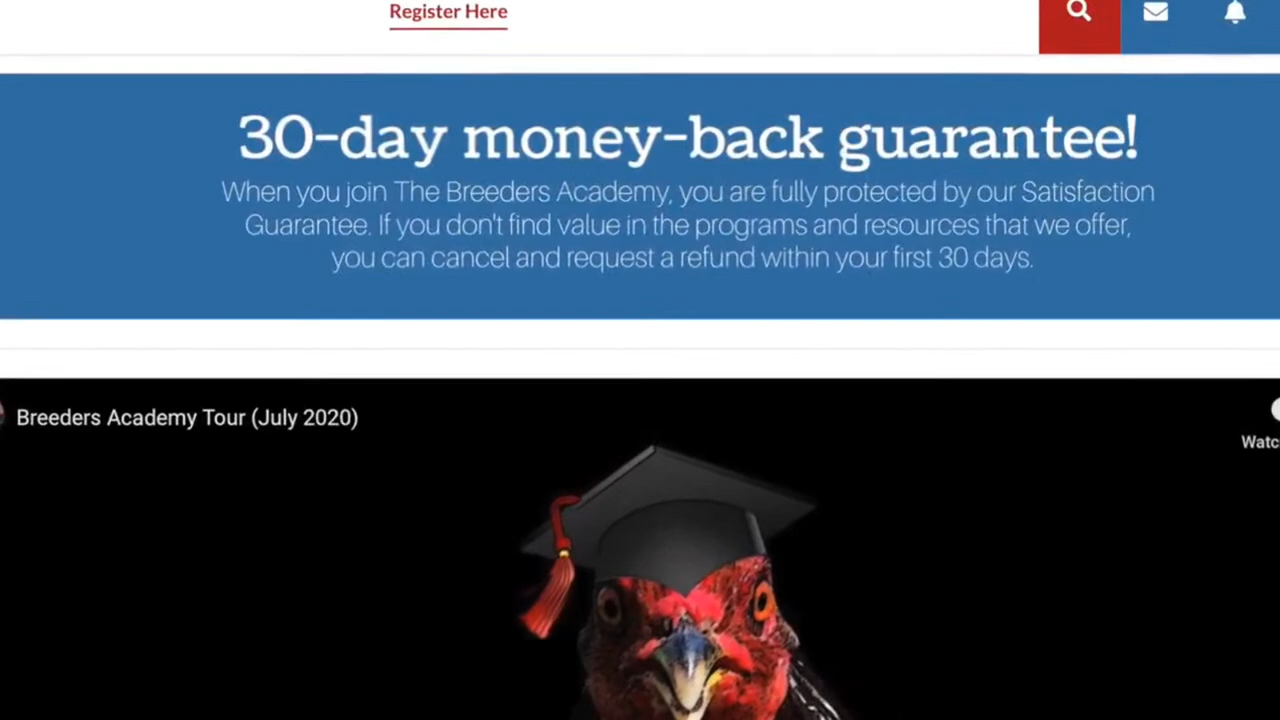 Register Here
30-day money-back guarantee!
When you join The Breeders Academy, you are fully protected by our Satisfaction
Guarantee. If you don't find value in the programs and resources that we offer,
you can cancel and request a refund within your first 30 days.
Breeders Academy Tour (July 2020)
Watc